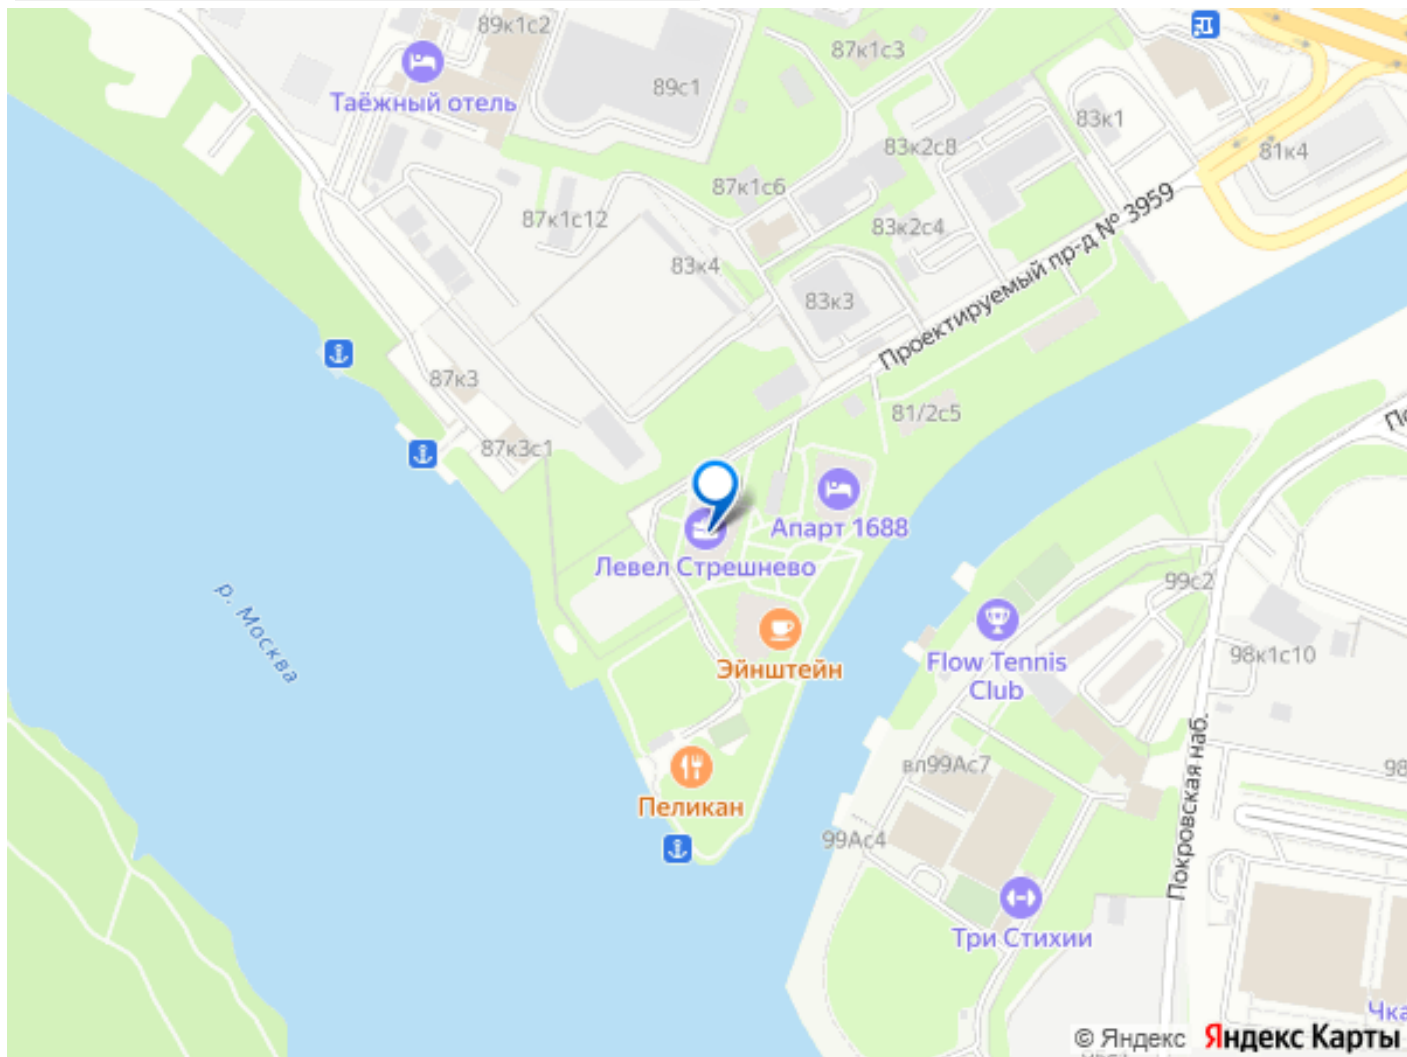 89к1с2
87к1с3
89с1
Таёжный отель
83к1
83к2с8
81к4
87к1с6
87к1с12
83к2с4
Проектируемый пр-д № 3959
83к4
83к3
87к3
81/2с5
87к3с1
Апарт 1688
Левел Стрешнево
99с2
р. Москва
Эйнштейн
Flow Tennis
Club
98к1с10
Покровская наб.
вл99Ас7
98
Пеликан
99Ас4
Три Стихии
Чка
© Яндекс Яндекс Карты